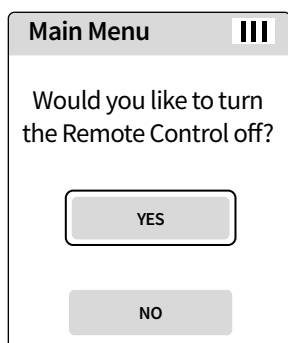 Main Menu
Would you like to turn
the Remote Control off?
YES
NO